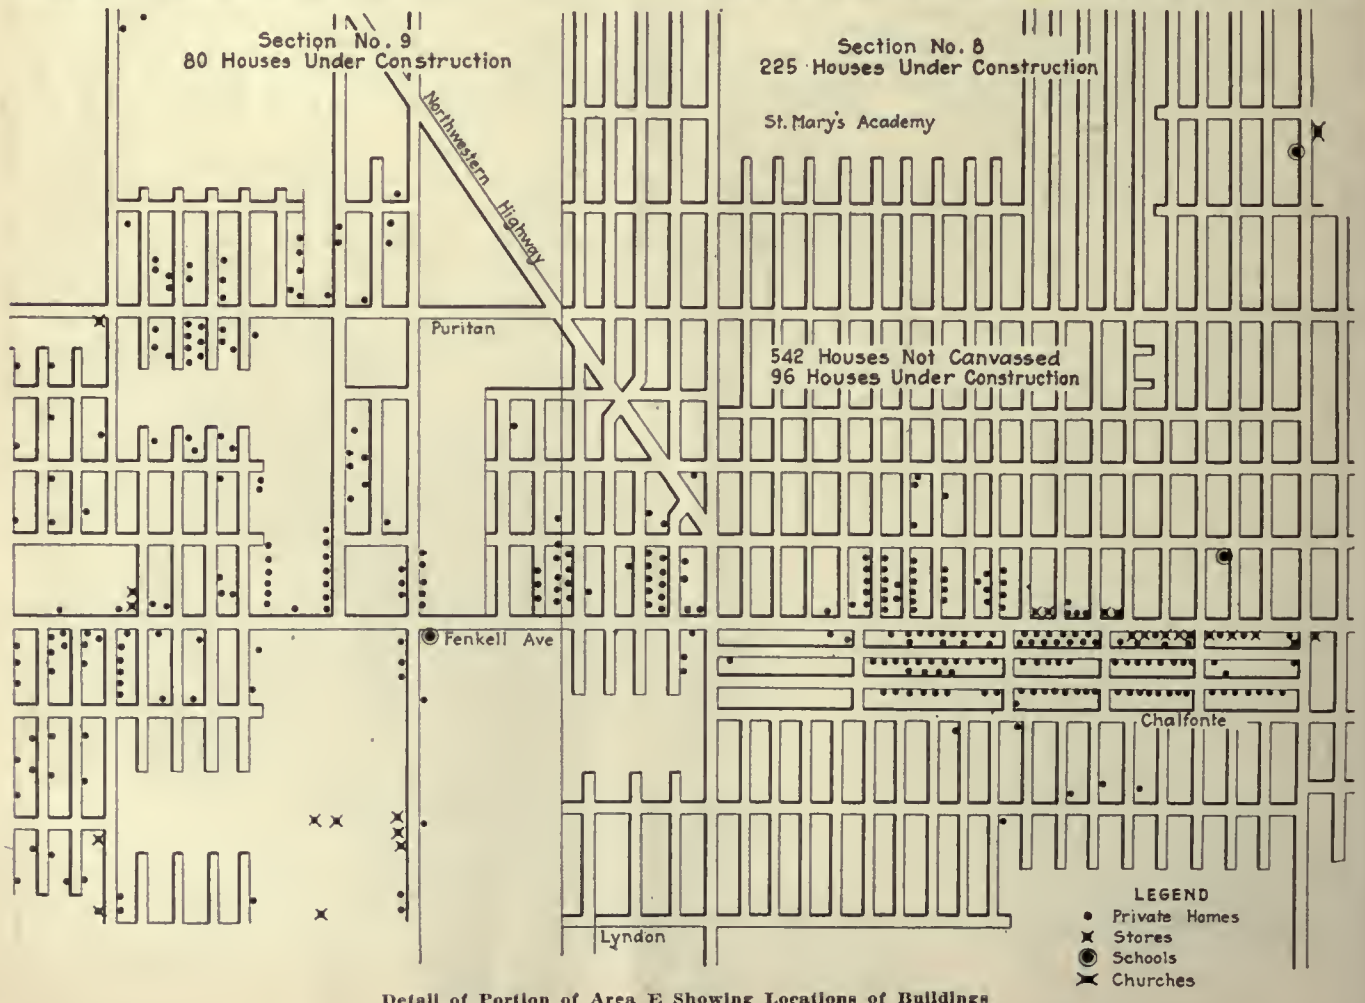 Section No. 9
80 Houses Under Construction
Section No. 8
225 Houses Under Construction
St. Mary's Academy
Northwestern Highway
Puritan
542 Houses Not Canvassed
96 Houses Under Construction
Fenkell Ave
Chalfonte
Lyndon
LEGEND
Private Homes
Stores
Schools
Churches
Detail of Portion of Area E Showing Locations of Buildings